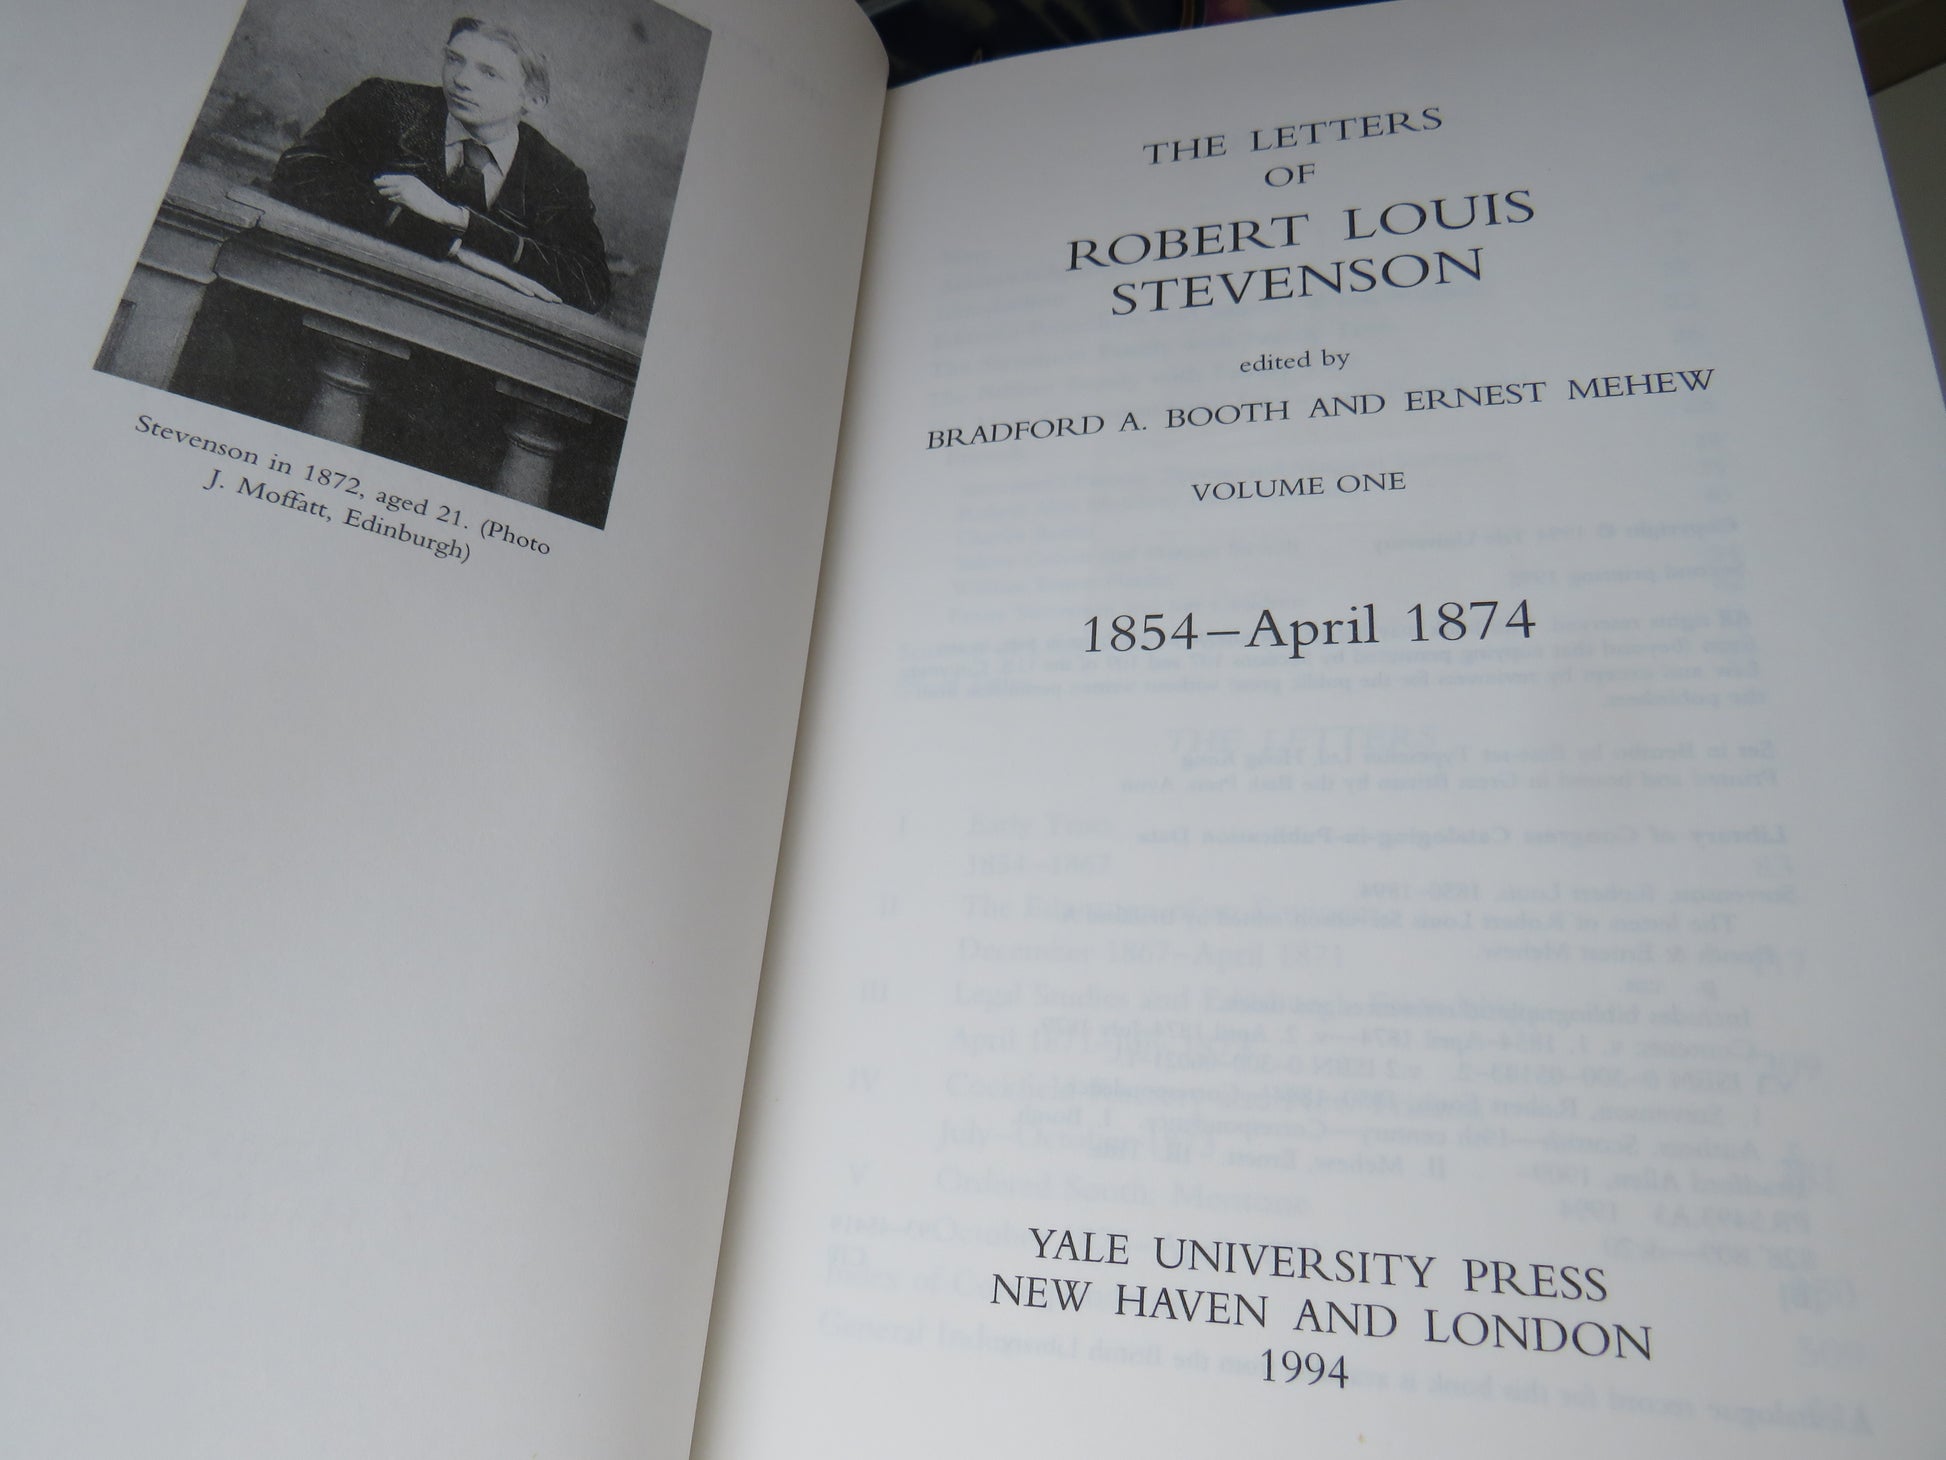 Stevenson in 1872, aged 21. (Photo
J. Moffatt, Edinburgh)
THE LETTERS
OF
ROBERT LOUIS
STEVENSON
edited by
BRADFORD A. BOOTH AND ERNEST MEHEW
VOLUME ONE
1854–April 1874
YALE UNIVERSITY PRESS
NEW HAVEN AND LONDON
1994